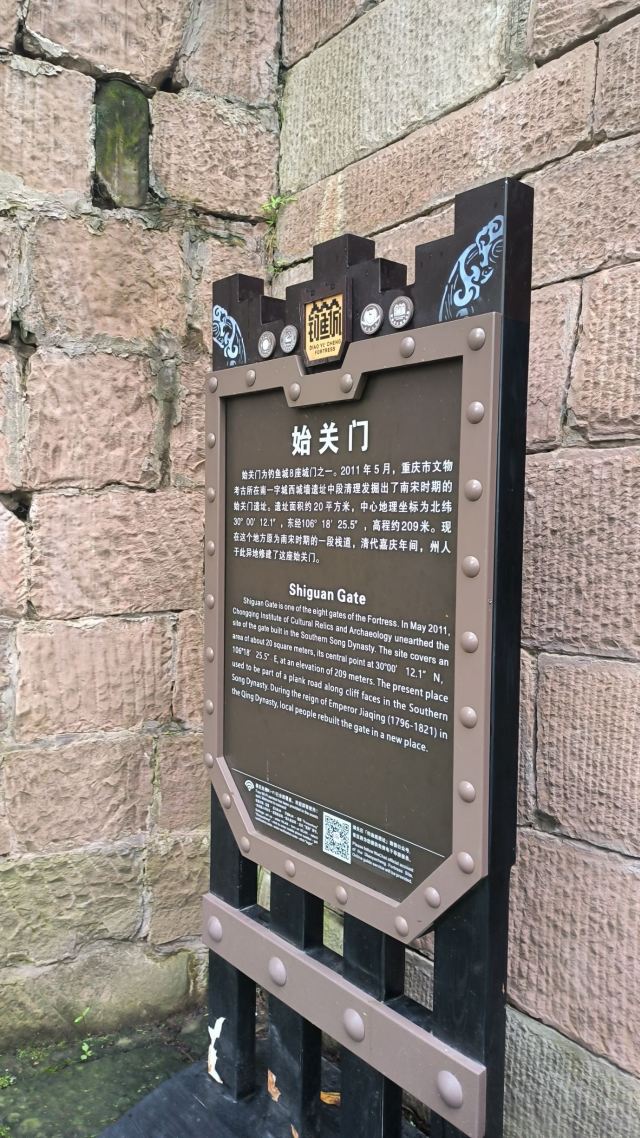 钓鱼城
DIAO YU CHENG
FORTRESS
始关门
始关门为钓鱼城8座城门之一。2011年5月，重庆市文物
考古所在南一字城西城墙遗址中段清理发掘出了南宋时期的
始关门遗址。遗址面积约20平方米，中心地理坐标为北纬
30° 00′ 12.1″，东经106° 18′ 25.5″，高程约209米。现
在这个地方原为南宋时期的一段栈道，清代嘉庆年间，州人
于此异地修建了这座始关门。
Shiguan Gate
Shiguan Gate is one of the eight gates of the Fortress. In May 2011,
Chongqing Institute of Cultural Relics and Archaeology unearthed the
site of the gate built in the Southern Song Dynasty. The site covers an
area of about 20 square meters, its central point at 30°00′ 12.1″ N,
106°18′ 25.5″ E, at an elevation of 209 meters. The present place
used to be part of a plank road along cliff faces in the Southern
Song Dynasty. During the reign of Emperor Jiaqing (1796-1821) in
the Qing Dynasty, local people rebuilt the gate in a new place.